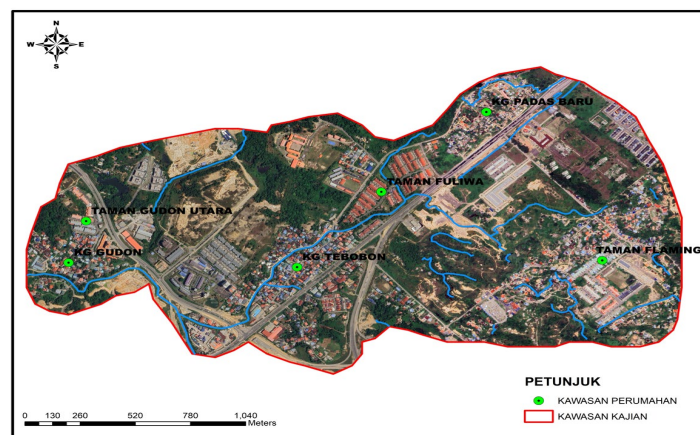 N
W E
S
KG PADAS BARU
TAMAN FULIWA
TAMAN GUDON UTARA
KG GUDON
KG TEBOBON
TAMAN FLAMING
PETUNJUK
KAWASAN PERUMAHAN
KAWASAN KAJIAN
0 130 260 520 780 1,040
Meters